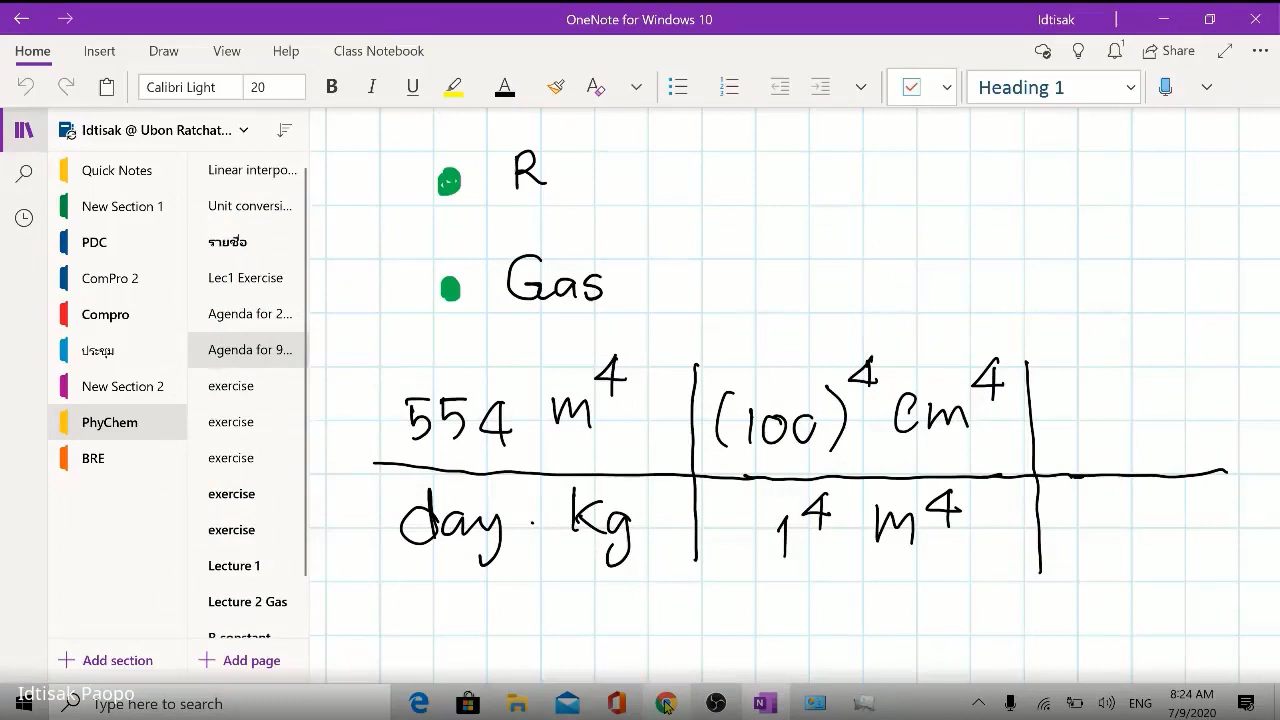 OneNote for Windows 10
Idtisak
Home Insert Draw View Help Class Notebook
Share
Calibri Light 20 B I U A Heading 1
Idtisak @ Ubon Ratchat...
Quick Notes
New Section 1
PDC
ComPro 2
Compro
ประชุม
New Section 2
PhyChem
BRE
Linear interpo...
Unit conversi...
รายชื่อ
Lec1 Exercise
Agenda for 2...
Agenda for 9...
exercise
exercise
exercise
exercise
exercise
Lecture 1
Lecture 2 Gas
R constant
Add section
Add page
R
Gas
554 m⁴ (100)⁴ cm⁴
day · kg 1⁴ m⁴
Idtisak Paopo
Type here to search
ENG
8:24 AM
7/9/2020